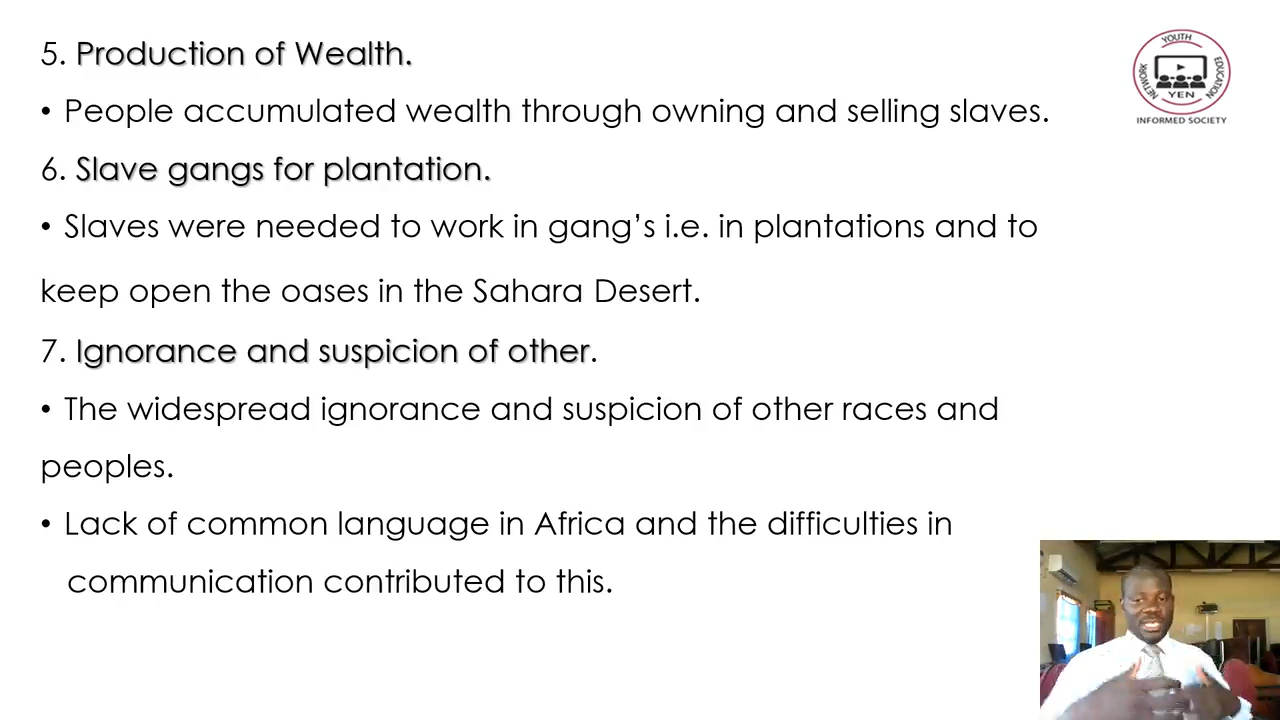 5. Production of Wealth.
• People accumulated wealth through owning and selling slaves.
6. Slave gangs for plantation.
• Slaves were needed to work in gang’s i.e. in plantations and to
keep open the oases in the Sahara Desert.
7. Ignorance and suspicion of other.
• The widespread ignorance and suspicion of other races and
peoples.
• Lack of common language in Africa and the difficulties in
communication contributed to this.
YOUTH
EDUCATION
NETWORK
YEN
INFORMED SOCIETY